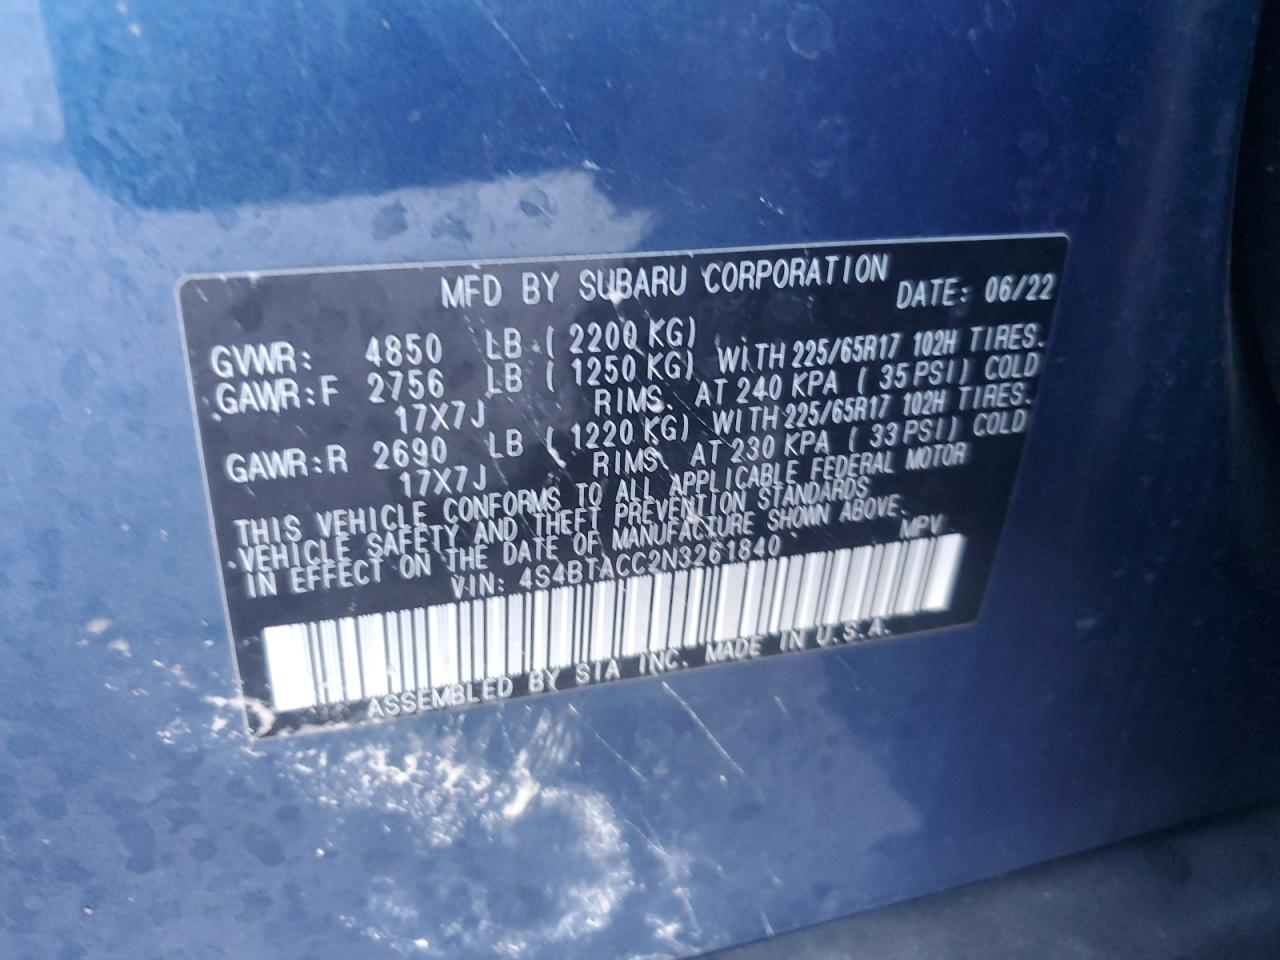 MFD BY SUBARU CORPORATION DATE: 06/22
GVWR: 4850 LB ( 2200 KG)
GAWR:F 2756 LB ( 1250 KG) WITH 225/65R17 102H TIRES.
17X7J RIMS. AT 240 KPA ( 35 PSI) COLD
GAWR:R 2690 LB ( 1220 KG) WITH 225/65R17 102H TIRES.
17X7J RIMS. AT 230 KPA ( 33 PSI) COLD
THIS VEHICLE CONFORMS TO ALL APPLICABLE FEDERAL MOTOR
VEHICLE SAFETY AND THEFT PREVENTION STANDARDS
IN EFFECT ON THE DATE OF MANUFACTURE SHOWN ABOVE.
VIN: 4S4BTACC2N3261840 MPV
ASSEMBLED BY SIA INC. MADE IN U.S.A.